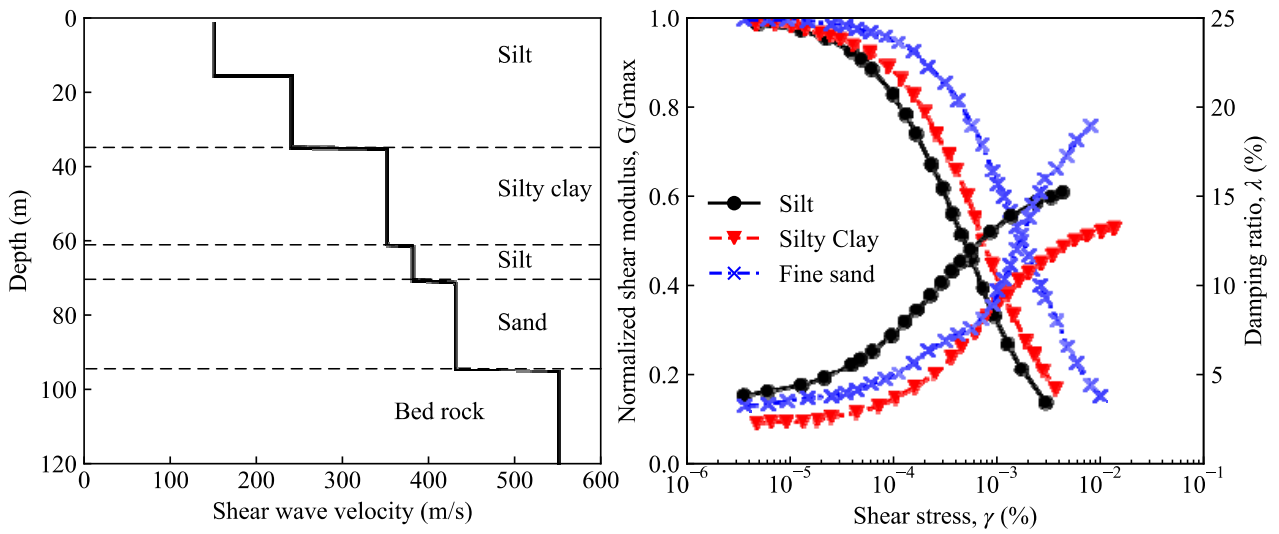 0
20
40
60
80
100
120
Depth (m)
Silt
Silty clay
Silt
Sand
Bed rock
0 100 200 300 400 500 600
Shear wave velocity (m/s)
1.0
0.8
0.6
0.4
0.2
0.0
Normalized shear modulus, G/Gmax
Silt
Silty Clay
Fine sand
25
20
15
10
5
Damping ratio, λ (%)
10⁻⁶ 10⁻⁵ 10⁻⁴ 10⁻³ 10⁻² 10⁻¹
Shear stress, γ (%)